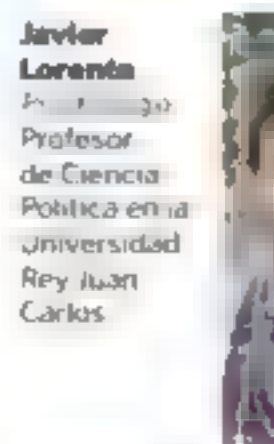 Javier
Lorente
Profesor
de Ciencia
Política en la
Universidad
Rey Juan
Carlos